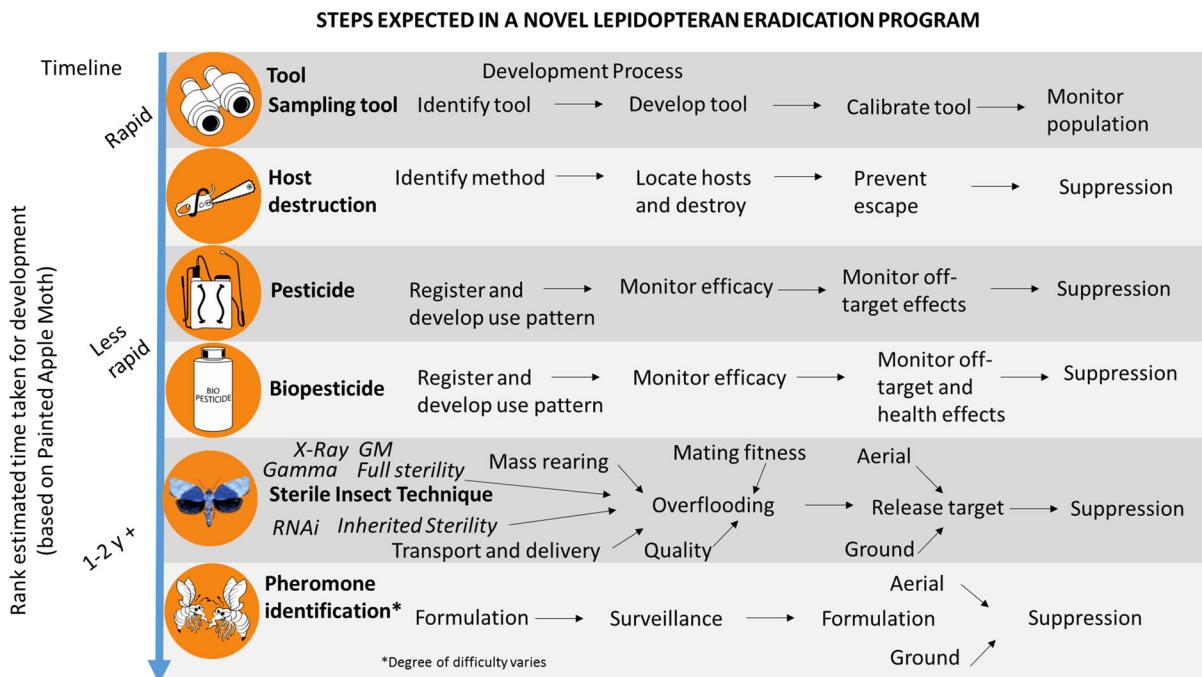 STEPS EXPECTED IN A NOVEL LEPIDOPTERAN ERADICATION PROGRAM
Timeline
Rank estimated time taken for development
(based on Painted Apple Moth)
Rapid
Less
rapid
1-2 y +
Tool
Development Process
Sampling tool
Identify tool
Develop tool
Calibrate tool
Monitor
population
Host
destruction
Identify method
Locate hosts
and destroy
Prevent
escape
Suppression
Pesticide
Register and
develop use pattern
Monitor efficacy
Monitor off-
target effects
Suppression
BIO
PESTICIDE
Biopesticide
Register and
develop use pattern
Monitor efficacy
Monitor off-
target and
health effects
Suppression
X-Ray GM
Gamma Full sterility
Sterile Insect Technique
RNAi Inherited Sterility
Mass rearing
Transport and delivery
Mating fitness
Overflooding
Quality
Aerial
Release target
Ground
Suppression
Pheromone
identification*
Formulation
Surveillance
Formulation
Aerial
Ground
Suppression
*Degree of difficulty varies